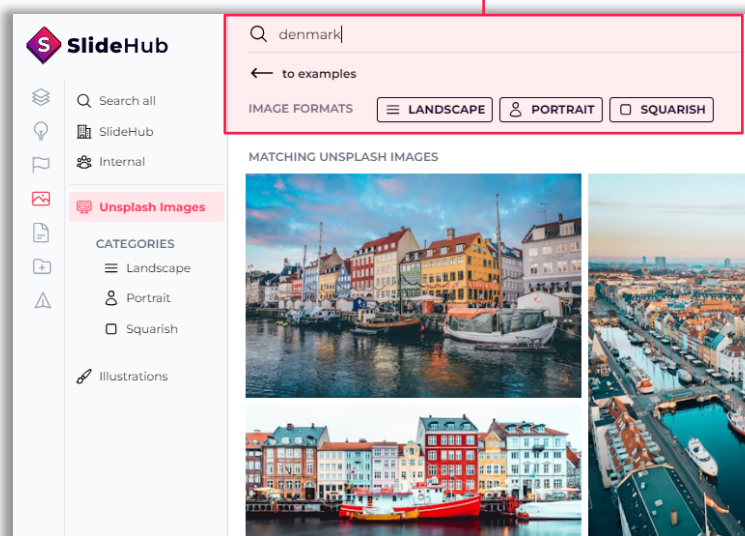 S SlideHub
Search all
SlideHub
Internal
Unsplash Images
CATEGORIES
Landscape
Portrait
Squarish
Illustrations
denmark
to examples
IMAGE FORMATS LANDSCAPE PORTRAIT SQUARISH
MATCHING UNSPLASH IMAGES